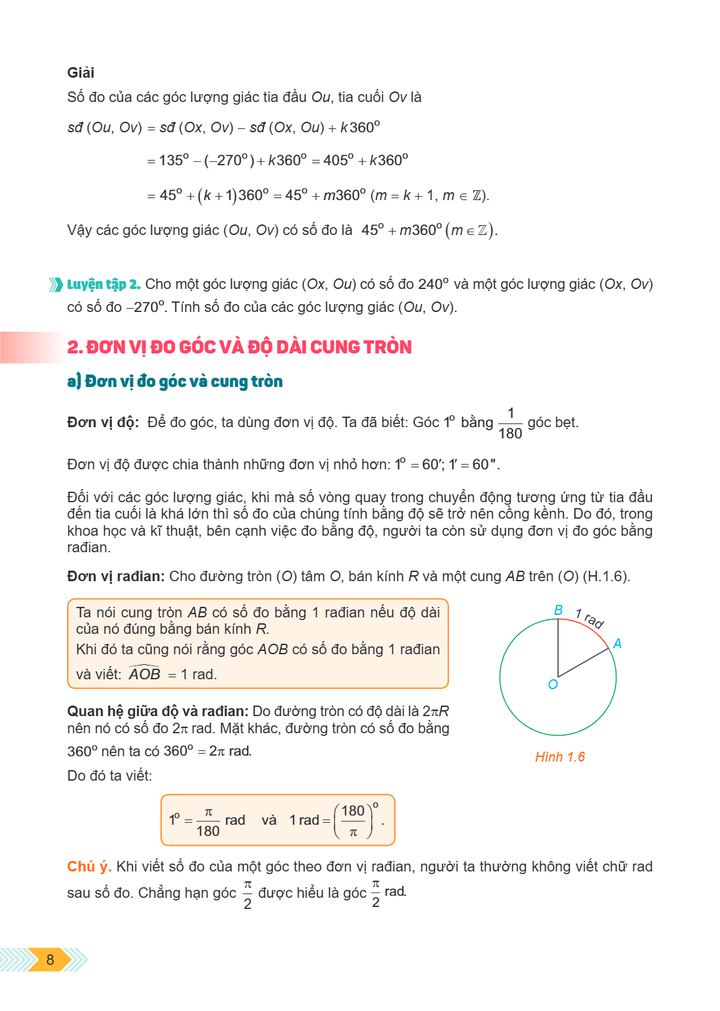 Giải
Số đo của các góc lượng giác tia đầu Ou, tia cuối Ov là
sđ (Ou, Ov) = sđ (Ox, Ov) − sđ (Ox, Ou) + k360°
= 135° − (−270°) + k360° = 405° + k360°
= 45° + (k + 1)360° = 45° + m360° (m = k + 1, m ∈ ℤ).
Vậy các góc lượng giác (Ou, Ov) có số đo là 45° + m360° (m ∈ ℤ).
Luyện tập 2. Cho một góc lượng giác (Ox, Ou) có số đo 240° và một góc lượng giác (Ox, Ov)
có số đo −270°. Tính số đo của các góc lượng giác (Ou, Ov).
2. ĐƠN VỊ ĐO GÓC VÀ ĐỘ DÀI CUNG TRÒN
a) Đơn vị đo góc và cung tròn
Đơn vị độ: Để đo góc, ta dùng đơn vị độ. Ta đã biết: Góc 1° bằng 1/180 góc bẹt.
Đơn vị độ được chia thành những đơn vị nhỏ hơn: 1° = 60′; 1′ = 60″.
Đối với các góc lượng giác, khi mà số vòng quay trong chuyển động tương ứng từ tia đầu
đến tia cuối là khá lớn thì số đo của chúng tính bằng độ sẽ trở nên cồng kềnh. Do đó, trong
khoa học và kĩ thuật, bên cạnh việc đo bằng độ, người ta còn sử dụng đơn vị đo góc bằng
rađian.
Đơn vị rađian: Cho đường tròn (O) tâm O, bán kính R và một cung AB trên (O) (H.1.6).
Ta nói cung tròn AB có số đo bằng 1 rađian nếu độ dài
của nó đúng bằng bán kính R.
Khi đó ta cũng nói rằng góc AOB có số đo bằng 1 rađian
và viết: AOB = 1 rad.
B 1 rad
A
O
Hình 1.6
Quan hệ giữa độ và rađian: Do đường tròn có độ dài là 2πR
nên nó có số đo 2π rad. Mặt khác, đường tròn có số đo bằng
360° nên ta có 360° = 2π rad.
Do đó ta viết:
1° = π/180 rad và 1 rad = (180/π)°.
Chú ý. Khi viết số đo của một góc theo đơn vị rađian, người ta thường không viết chữ rad
sau số đo. Chẳng hạn góc π/2 được hiểu là góc π/2 rad.
8